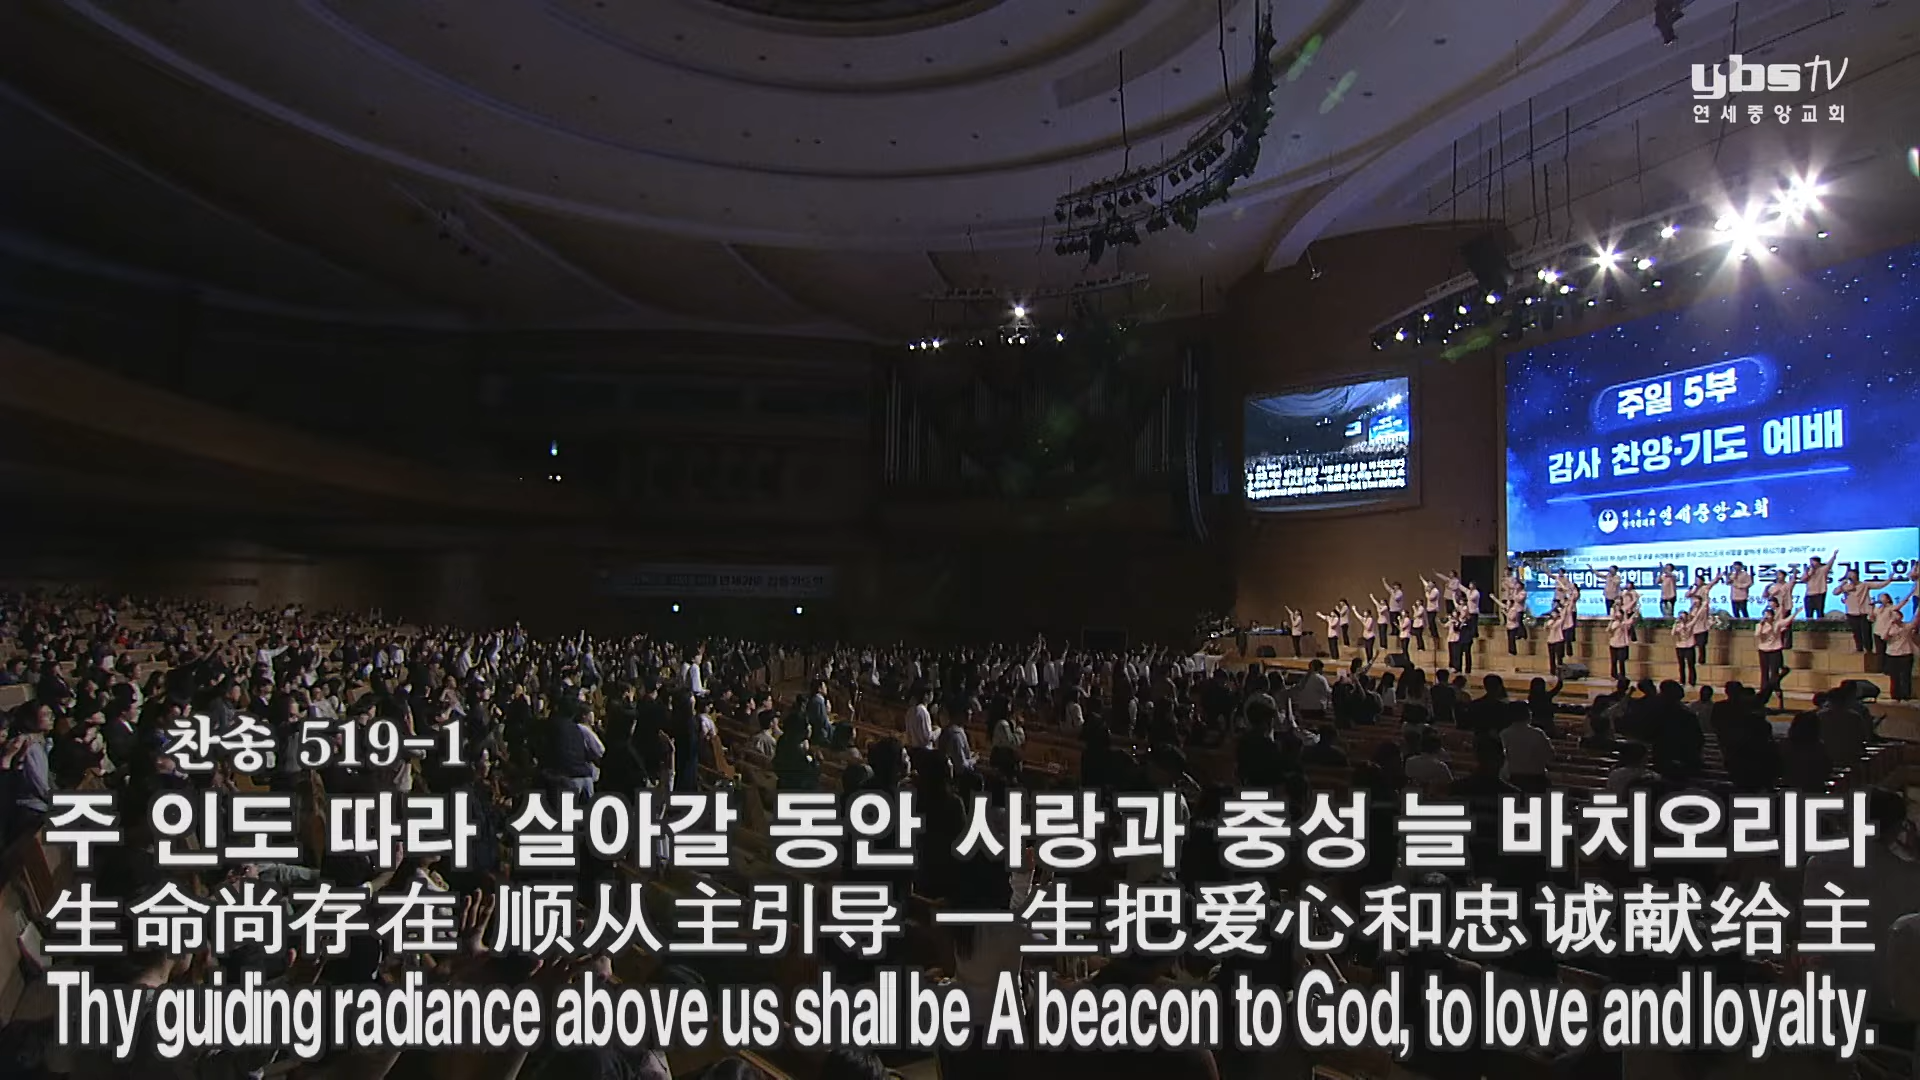 ybstv
연세중앙교회
주일 5부
감사 찬양·기도 예배
연세중앙교회
찬송 519-1
주 인도 따라 살아갈 동안 사랑과 충성 늘 바치오리다
生命尚存在 顺从主引导 一生把爱心和忠诚献给主
Thy guiding radiance above us shall be A beacon to God, to love and loyalty.